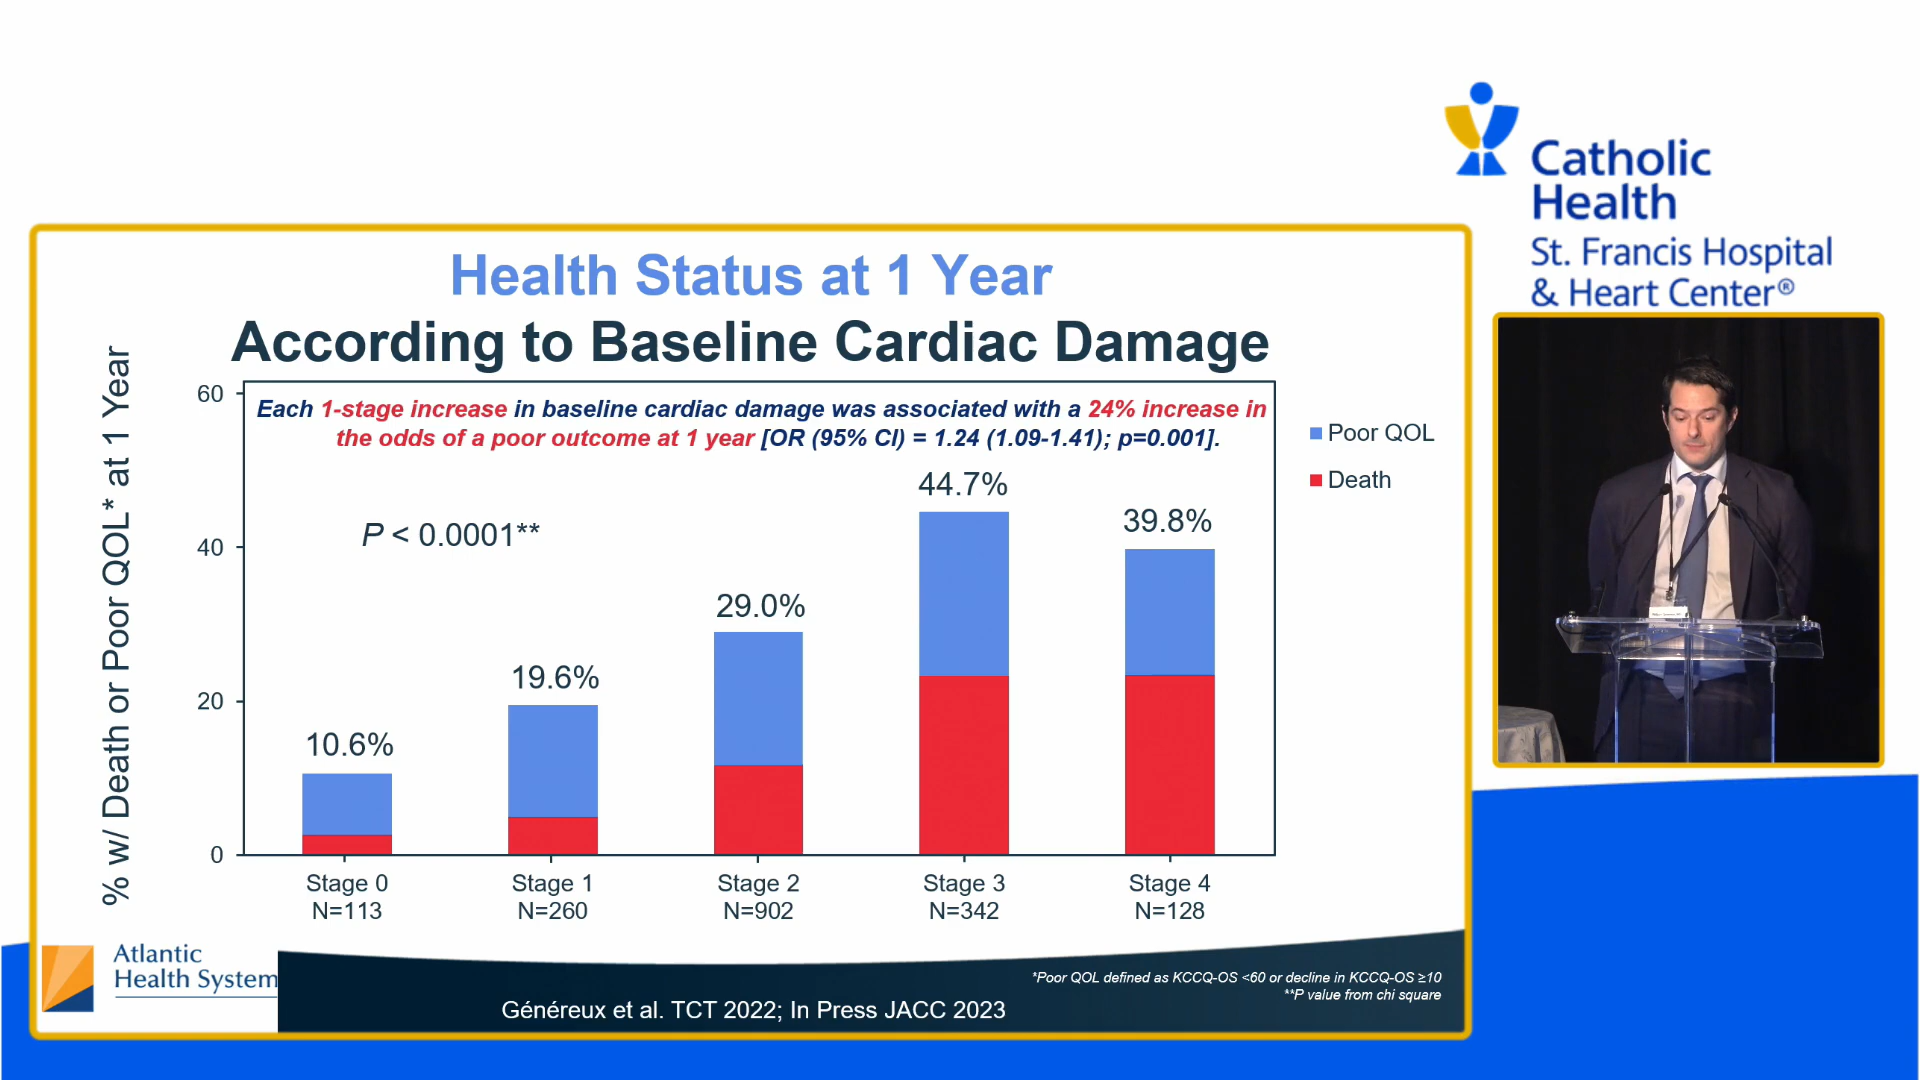 Catholic
Health
St. Francis Hospital
& Heart Center®
Health Status at 1 Year
According to Baseline Cardiac Damage
% w/ Death or Poor QOL* at 1 Year
60
40
20
0
Each 1-stage increase in baseline cardiac damage was associated with a 24% increase in
the odds of a poor outcome at 1 year [OR (95% CI) = 1.24 (1.09-1.41); p=0.001].
P < 0.0001**
10.6%
19.6%
29.0%
44.7%
39.8%
Poor QOL
Death
Stage 0
N=113
Stage 1
N=260
Stage 2
N=902
Stage 3
N=342
Stage 4
N=128
Atlantic
Health System
*Poor QOL defined as KCCQ-OS <60 or decline in KCCQ-OS ≥10
**P value from chi square
Généreux et al. TCT 2022; In Press JACC 2023